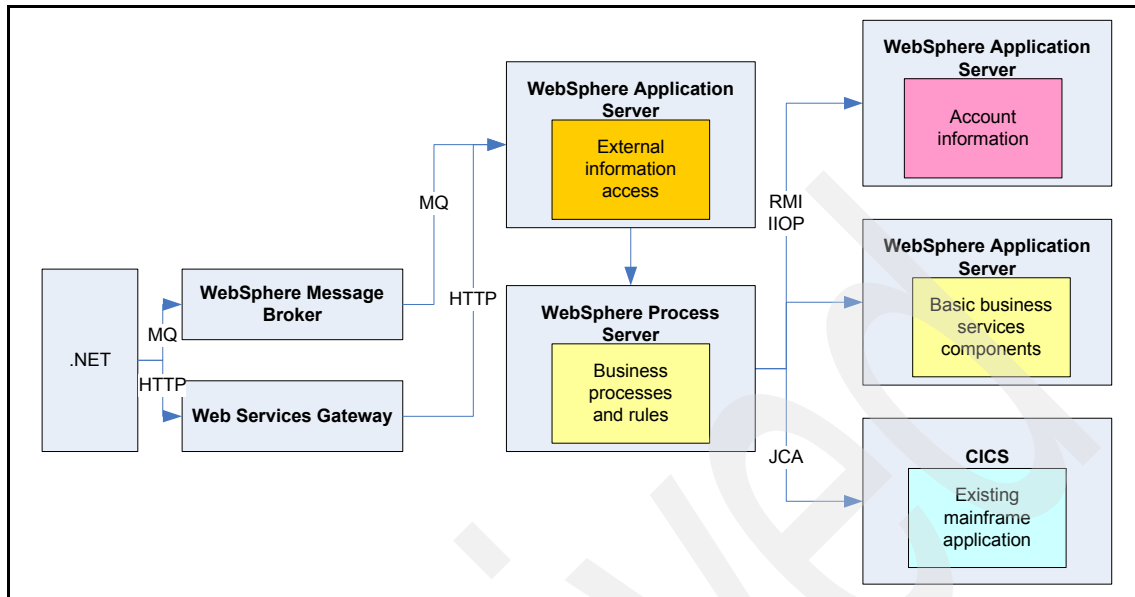 .NET
MQ
HTTP
WebSphere Message
Broker
Web Services Gateway
MQ
HTTP
WebSphere Application
Server
External
information
access
WebSphere Process
Server
Business
processes
and rules
RMI
IIOP
JCA
WebSphere Application
Server
Account
information
WebSphere Application
Server
Basic business
services
components
CICS
Existing
mainframe
application